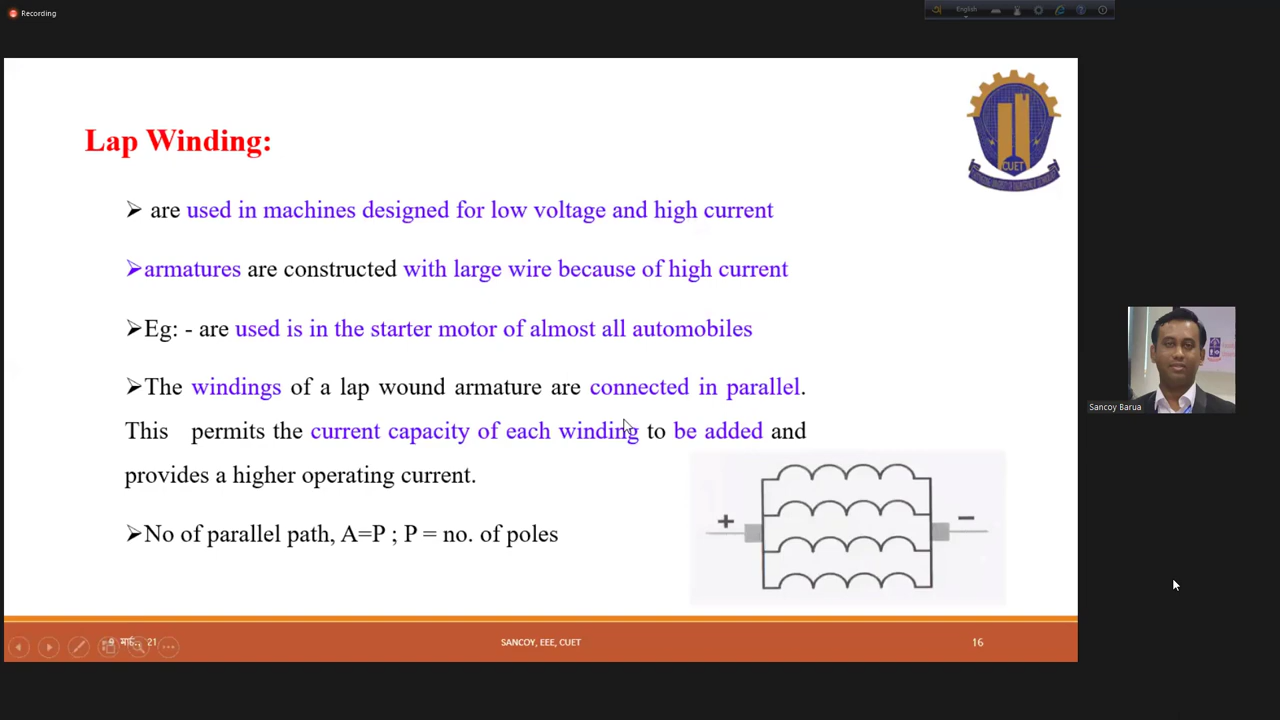 Recording
English
CUET
Lap Winding:
➢ are used in machines designed for low voltage and high current
➢armatures are constructed with large wire because of high current
➢Eg: - are used is in the starter motor of almost all automobiles
➢The windings of a lap wound armature are connected in parallel.
This permits the current capacity of each winding to be added and
provides a higher operating current.
+
−
➢No of parallel path, A=P ; P = no. of poles
Sancoy Barua
21
SANCOY, EEE, CUET
16